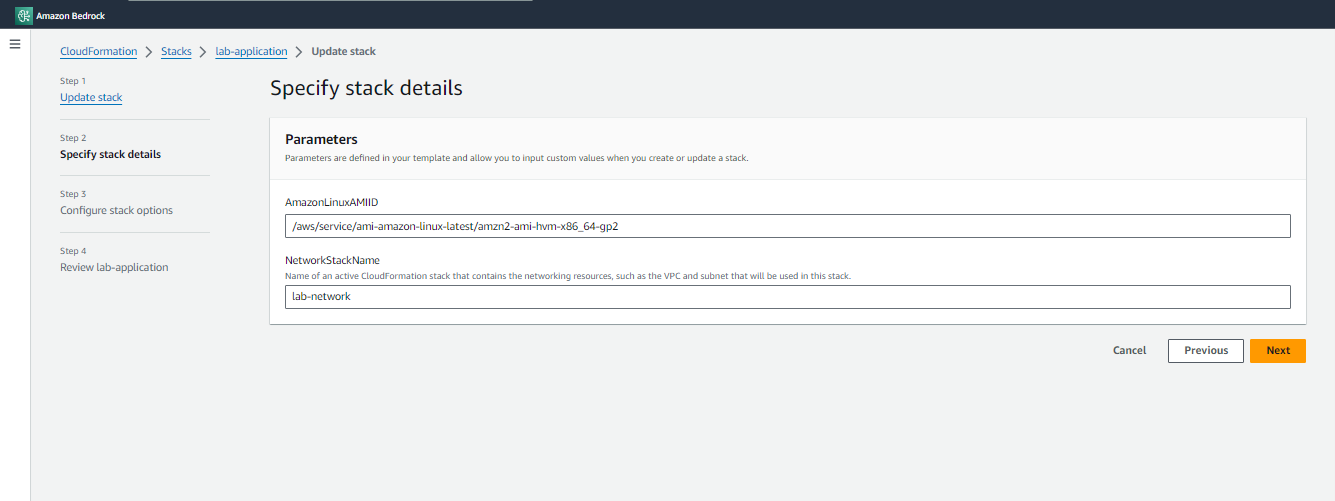 Amazon Bedrock
CloudFormation > Stacks > lab-application > Update stack
Step 1
Update stack
Step 2
Specify stack details
Step 3
Configure stack options
Step 4
Review lab-application
Specify stack details
Parameters
Parameters are defined in your template and allow you to input custom values when you create or update a stack.
AmazonLinuxAMIID
/aws/service/ami-amazon-linux-latest/amzn2-ami-hvm-x86_64-gp2
NetworkStackName
Name of an active CloudFormation stack that contains the networking resources, such as the VPC and subnet that will be used in this stack.
lab-network
Cancel Previous Next